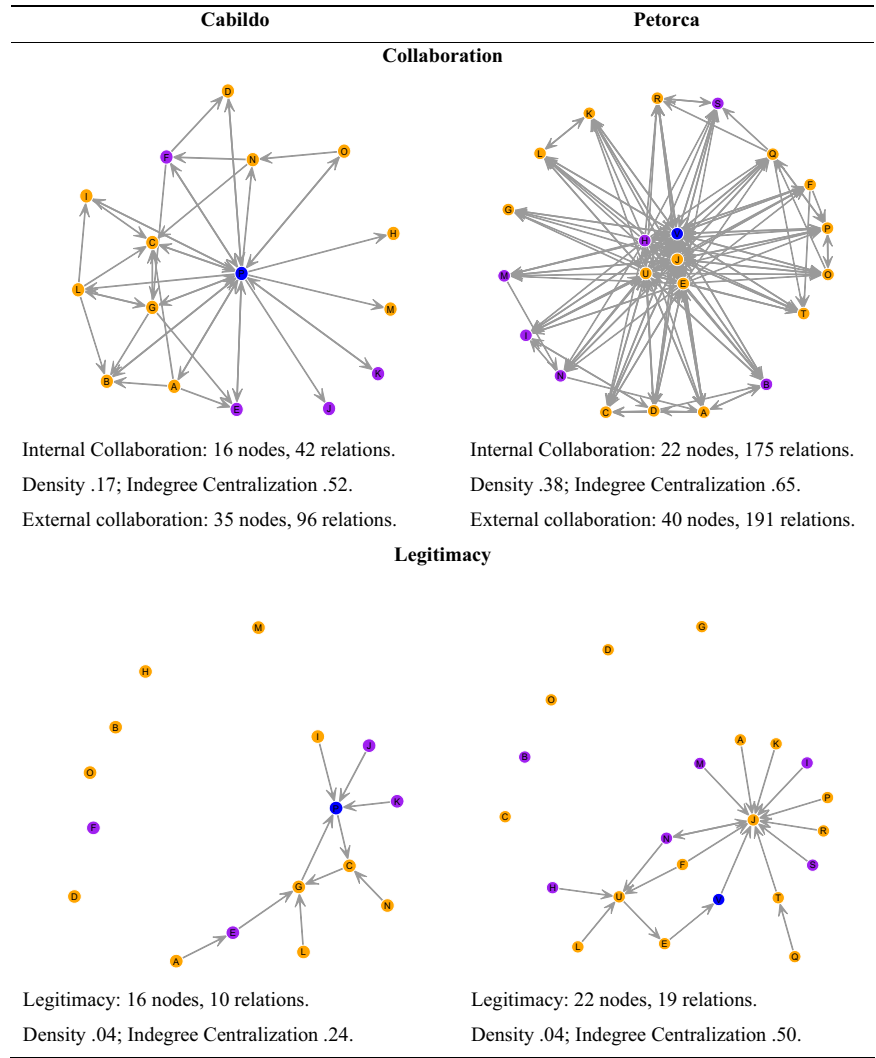 Cabildo Petorca
Collaboration
D
F N O
I
C
H
L
G
M
K
B A
E J
R S
K
L Q
F
G
P
H
J
M U
E
O
T
I
N
B
C D A
Internal Collaboration: 16 nodes, 42 relations.
Density .17; Indegree Centralization .52.
External collaboration: 35 nodes, 96 relations.
Internal Collaboration: 22 nodes, 175 relations.
Density .38; Indegree Centralization .65.
External collaboration: 40 nodes, 191 relations.
Legitimacy
M
H
B
I J
O
K
F
C
G
D
N
E
L
A
G
D
O
A K
B M I
P
C J
R
N
F S
H
U T
L E
Q
Legitimacy: 16 nodes, 10 relations.
Density .04; Indegree Centralization .24.
Legitimacy: 22 nodes, 19 relations.
Density .04; Indegree Centralization .50.